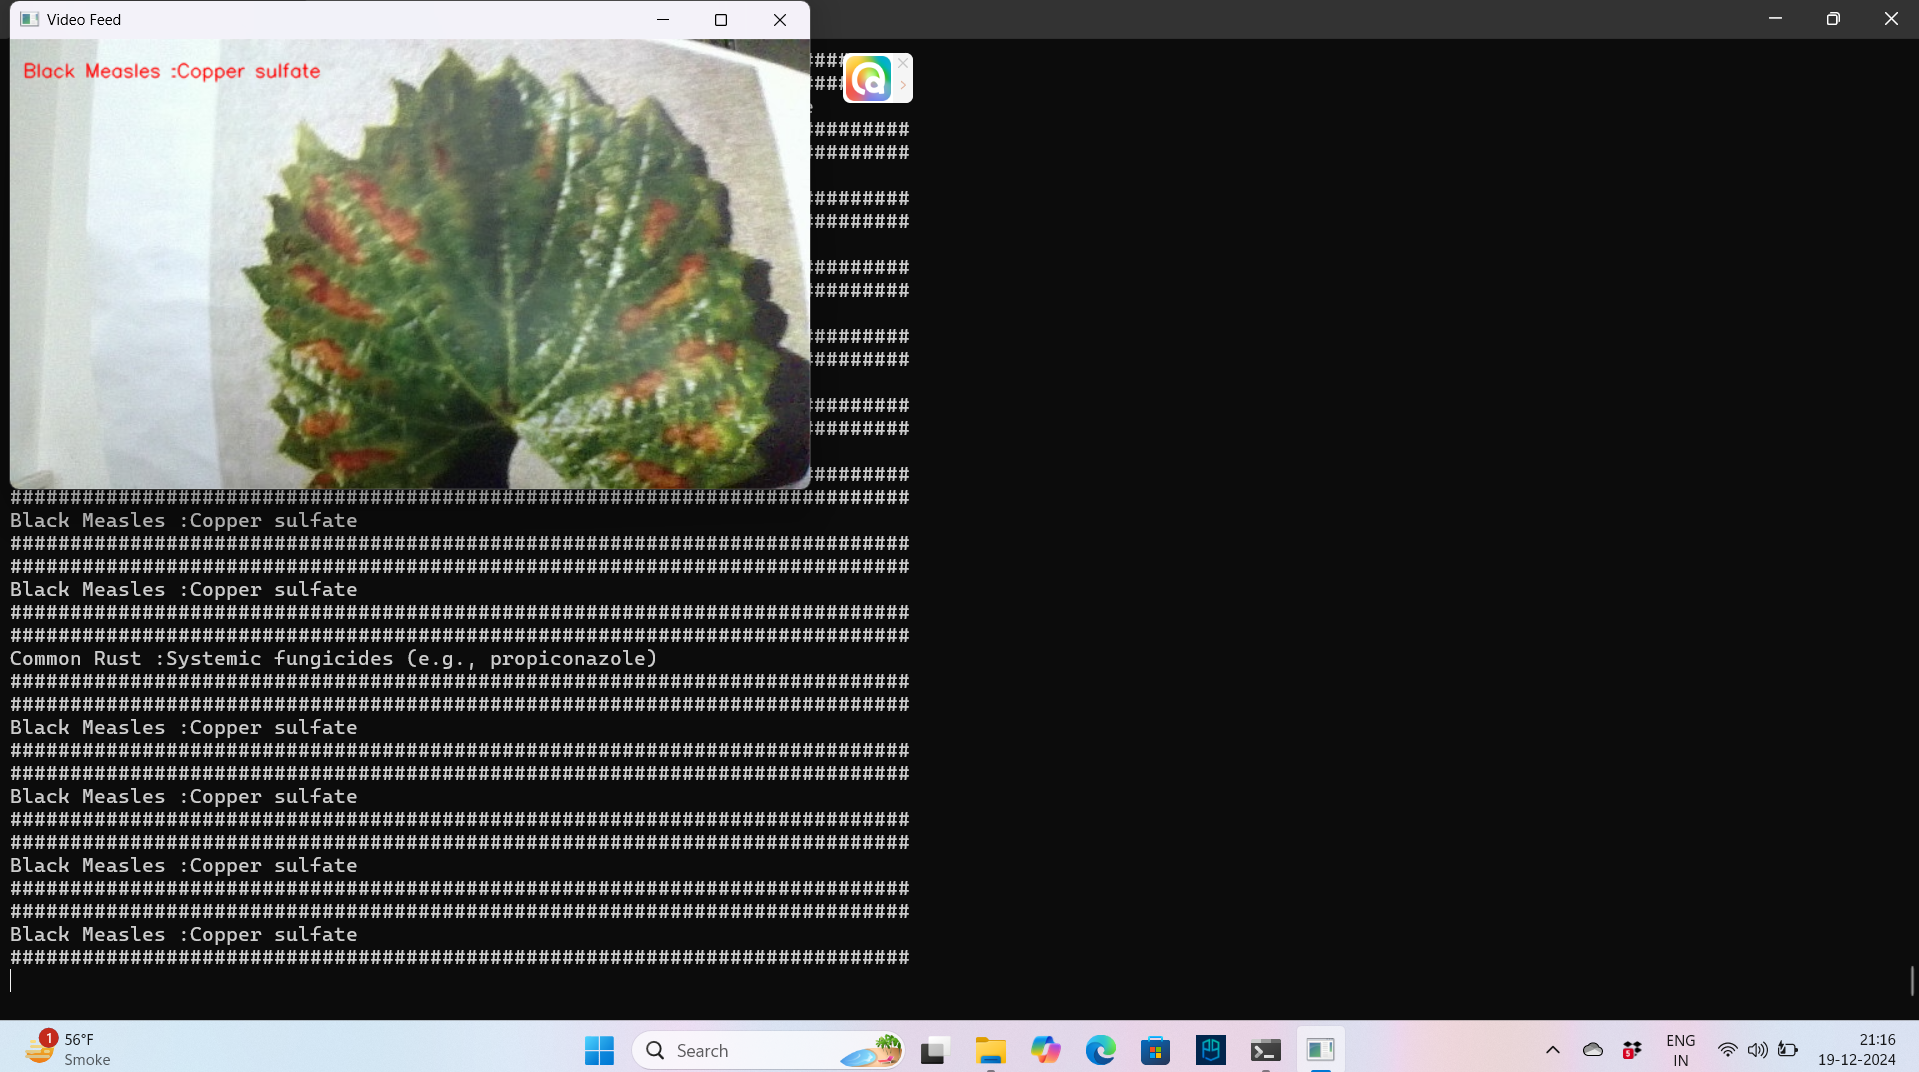 Video Feed
Black Measles :Copper sulfate
###########################################################################
Black Measles :Copper sulfate
###########################################################################
###########################################################################
Black Measles :Copper sulfate
###########################################################################
###########################################################################
Common Rust :Systemic fungicides (e.g., propiconazole)
###########################################################################
###########################################################################
Black Measles :Copper sulfate
###########################################################################
###########################################################################
Black Measles :Copper sulfate
###########################################################################
###########################################################################
Black Measles :Copper sulfate
###########################################################################
###########################################################################
Black Measles :Copper sulfate
###########################################################################
1
56°F
Smoke
Search
5
ENG
IN
21:16
19-12-2024